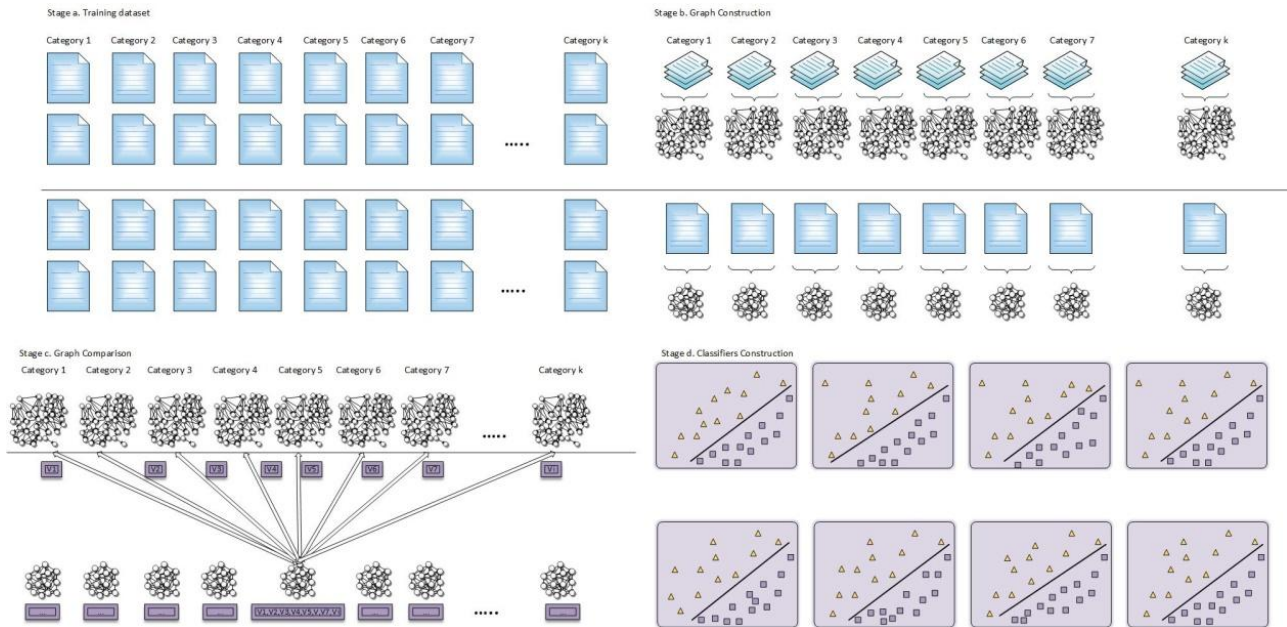 Stage a. Training dataset
Category 1 Category 2 Category 3 Category 4 Category 5 Category 6 Category 7 Category k
.....
.....
Stage b. Graph Construction
Category 1 Category 2 Category 3 Category 4 Category 5 Category 6 Category 7 Category k
Stage c. Graph Comparison
Category 1 Category 2 Category 3 Category 4 Category 5 Category 6 Category 7 Category k
.....
V1 V2 V3 V4 V5 V6 V7
... ... ... ... ... ... ..... ...
Stage d. Classifiers Construction